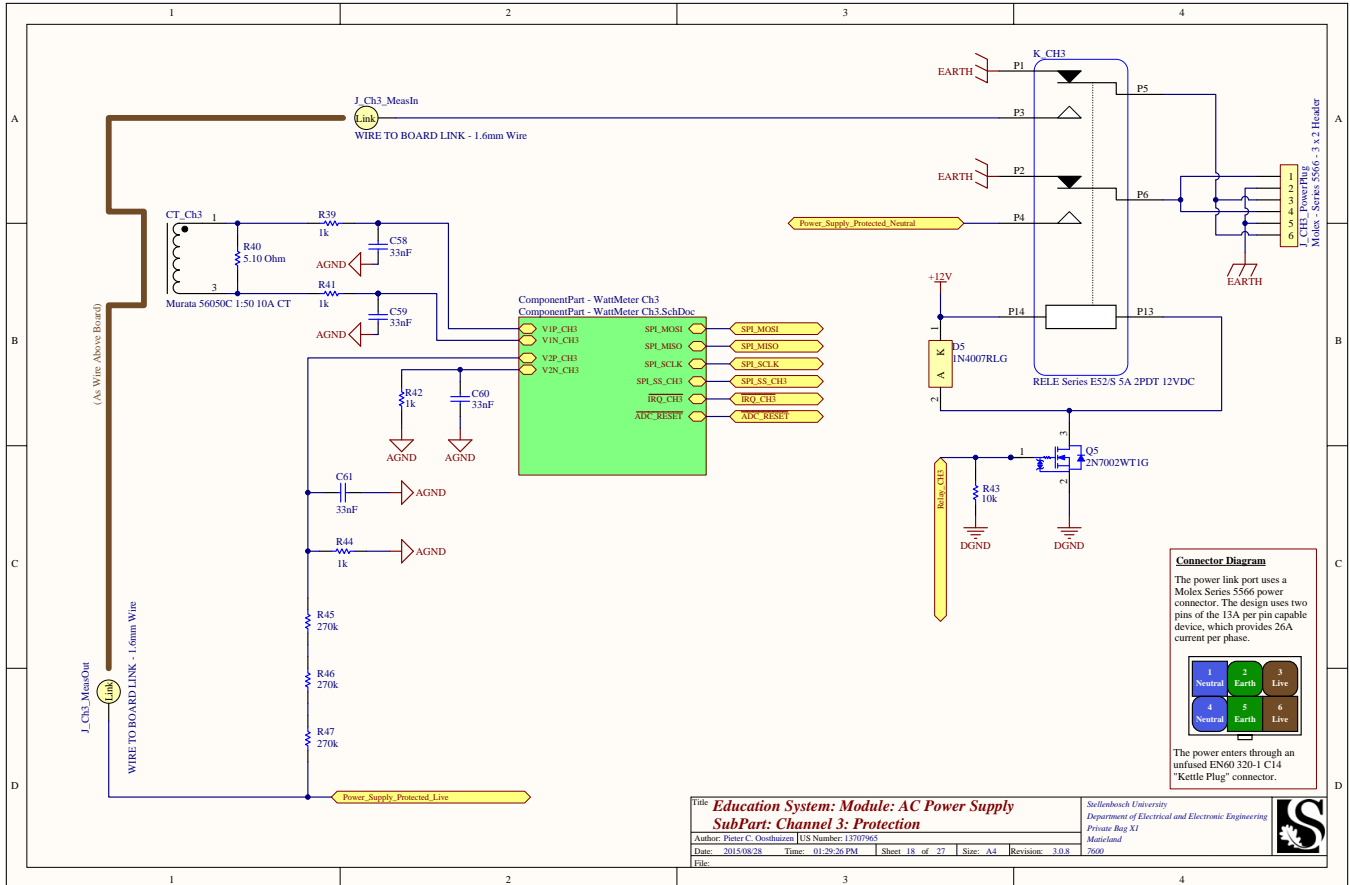 1
2
3
4
A
B
C
D
A
B
C
D
1
2
3
4
J_Ch3_MeasIn
Link
WIRE TO BOARD LINK - 1.6mm Wire
(As Wire Above Board)
CT_Ch3
1
3
Murata 56050C 1:50 10A CT
R40
5.10 Ohm
R39
1k
C58
33nF
AGND
R41
1k
C59
33nF
AGND
ComponentPart - WattMeter Ch3
ComponentPart - WattMeter Ch3.SchDoc
V1P_CH3
V1N_CH3
V2P_CH3
V2N_CH3
SPI_MOSI
SPI_MISO
SPI_SCLK
SPI_SS_CH3
IRQ_CH3
ADC_RESET
SPI_MOSI
SPI_MISO
SPI_SCLK
SPI_SS_CH3
IRQ_CH3
ADC_RESET
R42
1k
C60
33nF
AGND
AGND
C61
33nF
AGND
R44
1k
AGND
R45
270k
R46
270k
R47
270k
J_Ch3_MeasOut
Link
WIRE TO BOARD LINK - 1.6mm Wire
Power_Supply_Protected_Live
K_CH3
EARTH
P1
P5
P3
EARTH
P2
P6
P4
Power_Supply_Protected_Neutral
P14
P13
RELE Series E52/S 5A 2PDT 12VDC
+12V
1
K
A
2
D5
1N4007RLG
1
2
3
4
5
6
J_CH3_PowerPlug
Molex - Series 5566 - 3 x 2 Header
EARTH
Relay_CH3
R43
10k
DGND
1
3
2
Q5
2N7002WT1G
DGND
Connector Diagram
The power link port uses a
Molex Series 5566 power
connector. The design uses two
pins of the 13A per pin capable
device, which provides 26A
current per phase.
1
Neutral
2
Earth
3
Live
4
Neutral
5
Earth
6
Live
The power enters through an
unfused EN60 320-1 C14
"Kettle Plug" connector.
Title Education System: Module: AC Power Supply
SubPart: Channel 3: Protection
Author: Pieter C. Oosthuizen US Number: 13707965
Date: 2015/08/28 Time: 01:29:26 PM Sheet 18 of 27 Size: A4 Revision: 3.0.8
File:
Stellenbosch University
Department of Electrical and Electronic Engineering
Private Bag X1
Matieland
7600